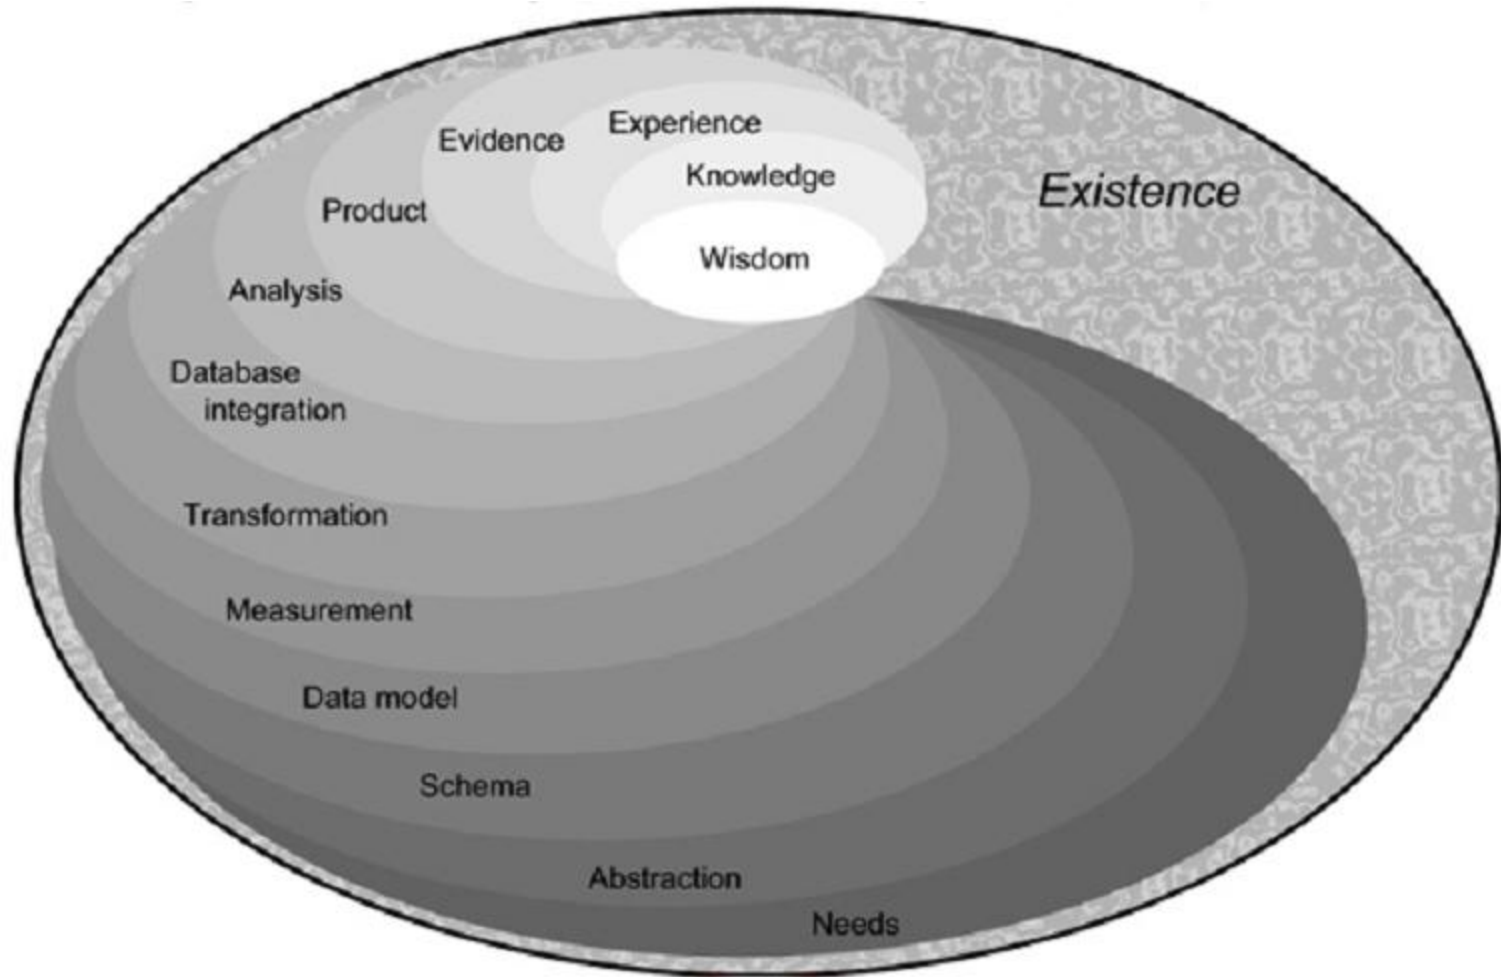 Experience
Evidence
Knowledge
Existence
Product
Wisdom
Analysis
Database
integration
Transformation
Measurement
Data model
Schema
Abstraction
Needs